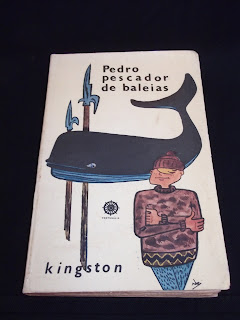 Pedro
pescador
de baleias
kingston